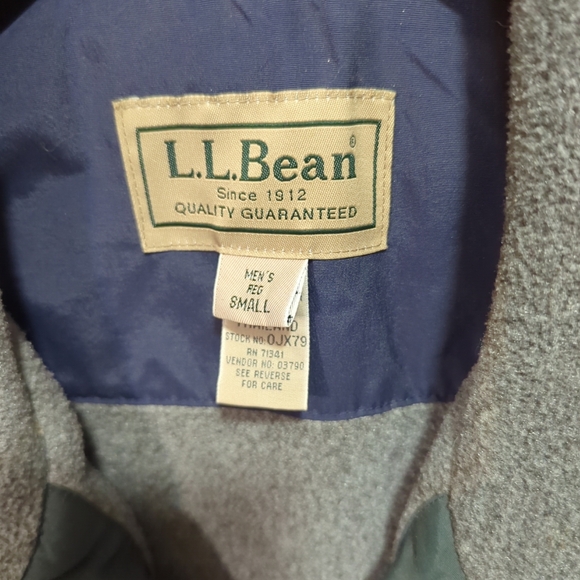 L.L.Bean®
Since 1912
QUALITY GUARANTEED
MEN'S
REG
SMALL
THAILAND
STOCK NO: 0JX79
RN 71341
VENDOR NO: 03790
SEE REVERSE
FOR CARE